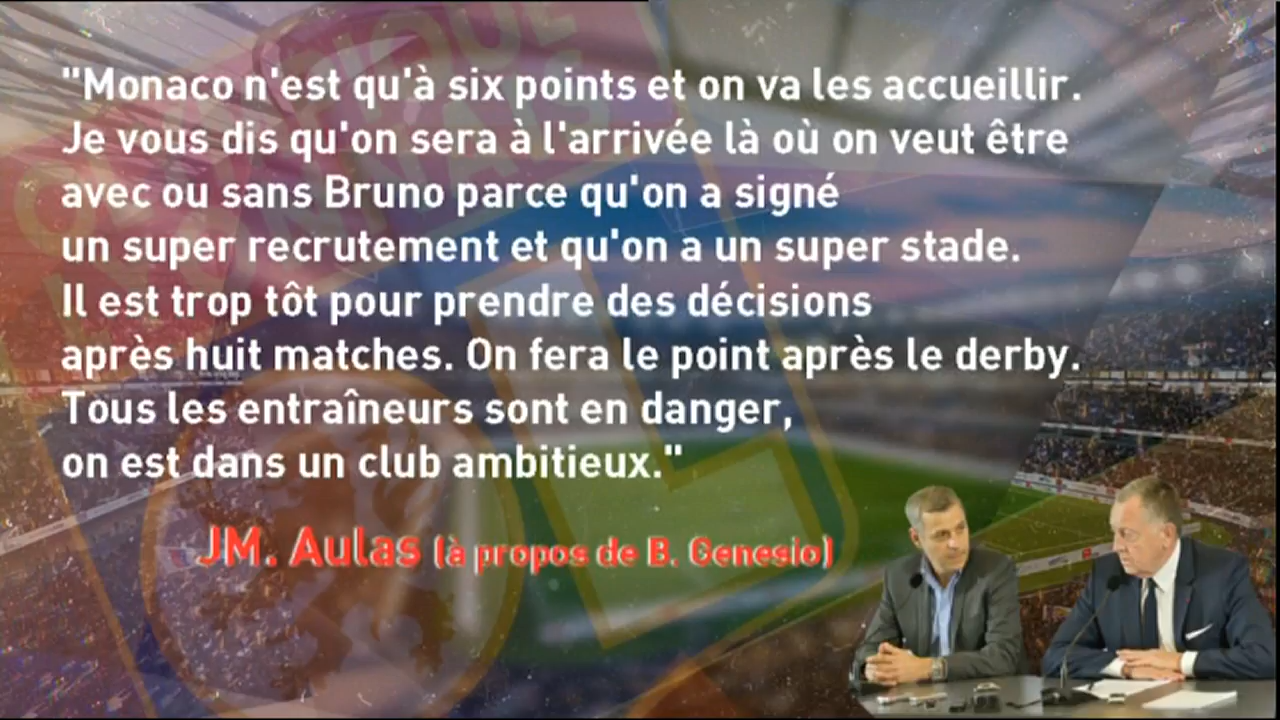 "Monaco n'est qu'à six points et on va les accueillir.
Je vous dis qu'on sera à l'arrivée là où on veut être
avec ou sans Bruno parce qu'on a signé
un super recrutement et qu'on a un super stade.
Il est trop tôt pour prendre des décisions
après huit matches. On fera le point après le derby.
Tous les entraîneurs sont en danger,
on est dans un club ambitieux."
JM. Aulas (à propos de B. Genesio)